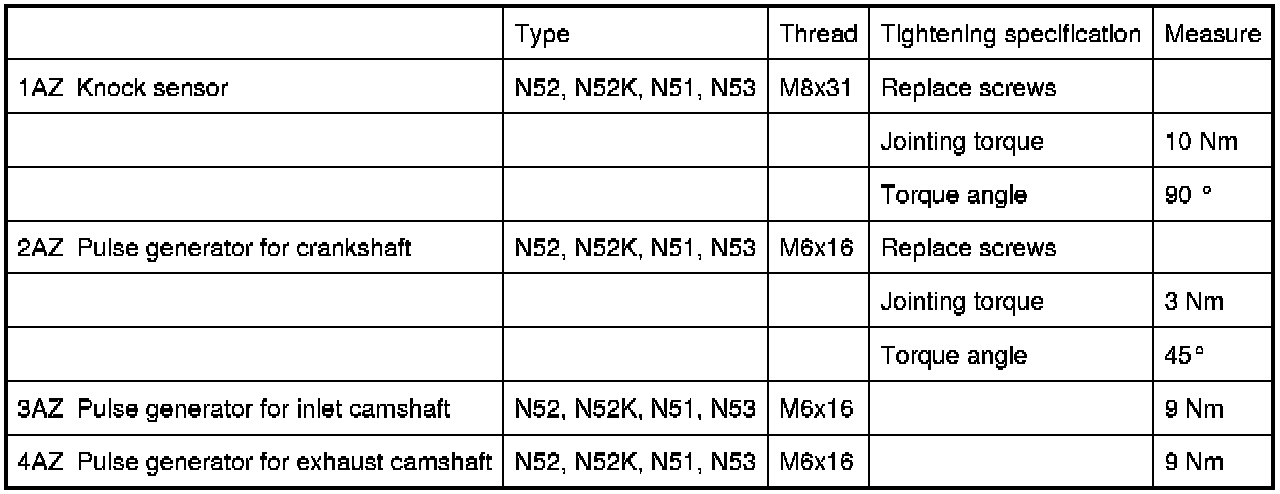 Type Thread Tightening specification Measure
1AZ Knock sensor N52, N52K, N51, N53 M8x31 Replace screws
Jointing torque 10 Nm
Torque angle 90 °
2AZ Pulse generator for crankshaft N52, N52K, N51, N53 M6x16 Replace screws
Jointing torque 3 Nm
Torque angle 45°
3AZ Pulse generator for inlet camshaft N52, N52K, N51, N53 M6x16 9 Nm
4AZ Pulse generator for exhaust camshaft N52, N52K, N51, N53 M6x16 9 Nm